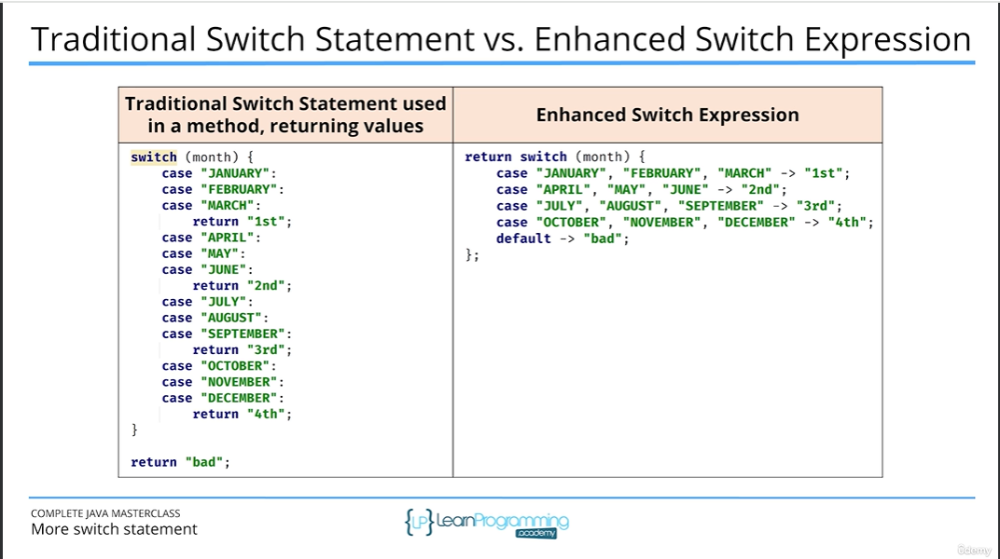 Traditional Switch Statement vs. Enhanced Switch Expression
Traditional Switch Statement used
in a method, returning values
switch (month) {
    case "JANUARY":
    case "FEBRUARY":
    case "MARCH":
        return "1st";
    case "APRIL":
    case "MAY":
    case "JUNE":
        return "2nd";
    case "JULY":
    case "AUGUST":
    case "SEPTEMBER":
        return "3rd";
    case "OCTOBER":
    case "NOVEMBER":
    case "DECEMBER":
        return "4th";
}
return "bad";
Enhanced Switch Expression
return switch (month) {
    case "JANUARY", "FEBRUARY", "MARCH" -> "1st";
    case "APRIL", "MAY", "JUNE" -> "2nd";
    case "JULY", "AUGUST", "SEPTEMBER" -> "3rd";
    case "OCTOBER", "NOVEMBER", "DECEMBER" -> "4th";
    default -> "bad";
};
COMPLETE JAVA MASTERCLASS
More switch statement
{LP} LearnProgramming
.academy
Udemy